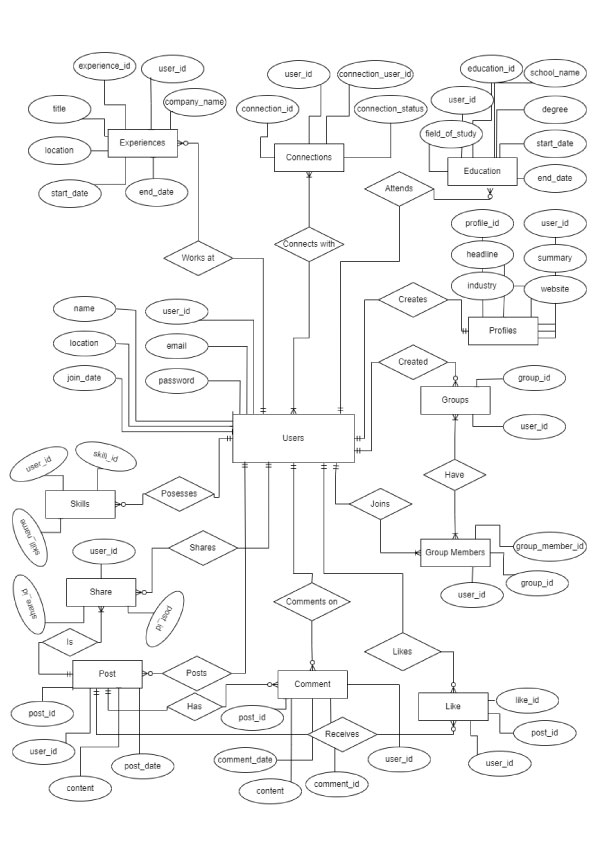 experience_id
user_id
title
company_name
location
Experiences
start_date
end_date
Works at
user_id
connection_user_id
connection_id
connection_status
Connections
Connects with
education_id
school_name
user_id
degree
field_of_study
start_date
Education
end_date
Attends
profile_id
user_id
headline
summary
industry
website
Creates
Profiles
name
user_id
location
email
join_date
password
Created
group_id
Groups
user_id
Users
user_id
skill_id
Skills
skill_name
Posesses
Have
Joins
Group Members
group_member_id
group_id
user_id
Shares
user_id
Share
share_id
post_id
Is
Comments on
Likes
Post
Posts
Has
Comment
post_id
user_id
content
post_date
post_id
Receives
comment_date
content
comment_id
user_id
Like
like_id
post_id
user_id